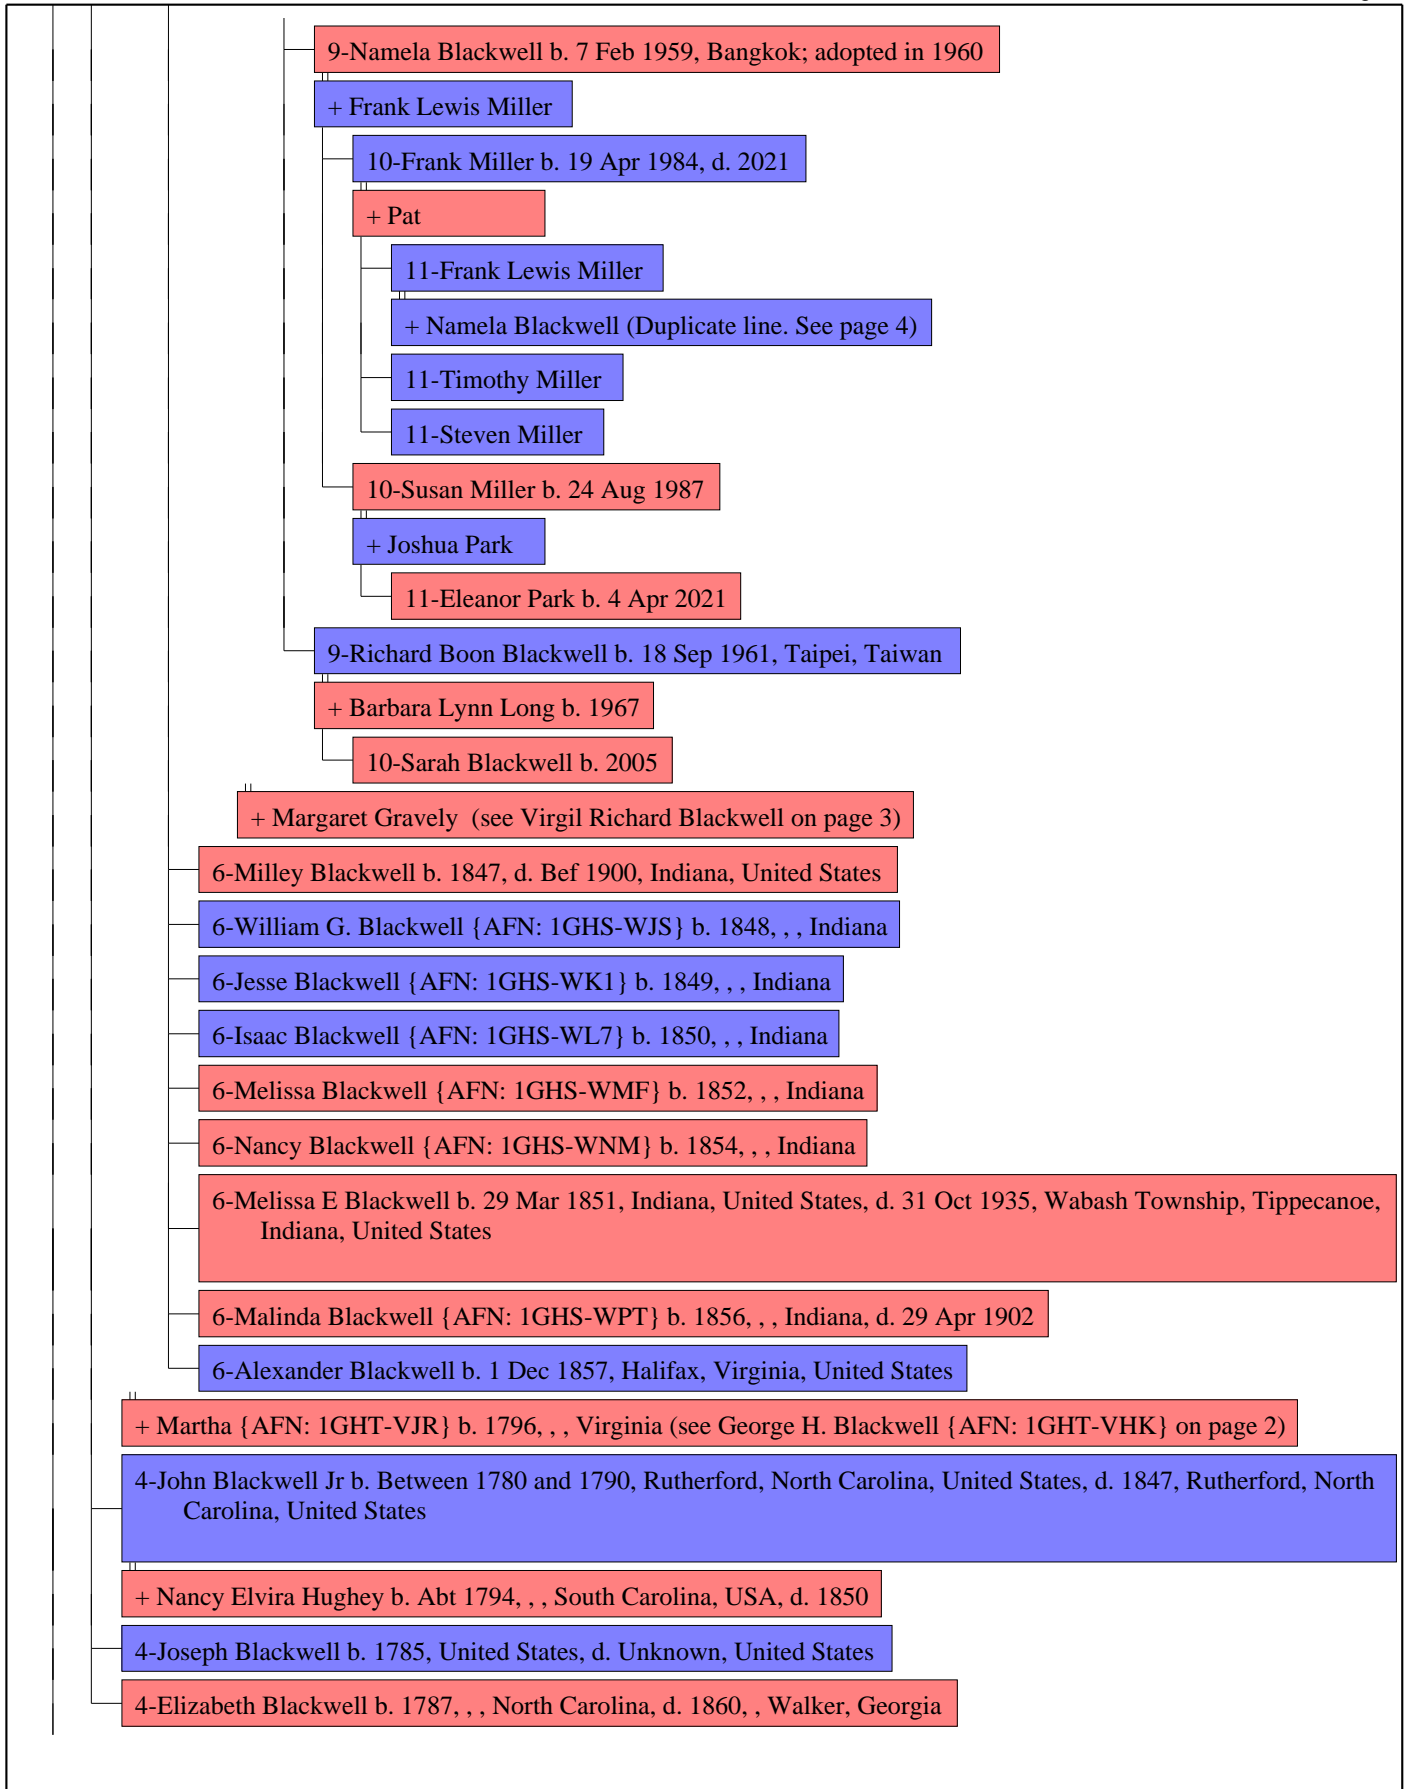 9-Namela Blackwell b. 7 Feb 1959, Bangkok; adopted in 1960
+ Frank Lewis Miller
10-Frank Miller b. 19 Apr 1984, d. 2021
+ Pat
11-Frank Lewis Miller
+ Namela Blackwell (Duplicate line. See page 4)
11-Timothy Miller
11-Steven Miller
10-Susan Miller b. 24 Aug 1987
+ Joshua Park
11-Eleanor Park b. 4 Apr 2021
9-Richard Boon Blackwell b. 18 Sep 1961, Taipei, Taiwan
+ Barbara Lynn Long b. 1967
10-Sarah Blackwell b. 2005
+ Margaret Gravely  (see Virgil Richard Blackwell on page 3)
6-Milley Blackwell b. 1847, d. Bef 1900, Indiana, United States
6-William G. Blackwell {AFN: 1GHS-WJS} b. 1848, , , Indiana
6-Jesse Blackwell {AFN: 1GHS-WK1} b. 1849, , , Indiana
6-Isaac Blackwell {AFN: 1GHS-WL7} b. 1850, , , Indiana
6-Melissa Blackwell {AFN: 1GHS-WMF} b. 1852, , , Indiana
6-Nancy Blackwell {AFN: 1GHS-WNM} b. 1854, , , Indiana
6-Melissa E Blackwell b. 29 Mar 1851, Indiana, United States, d. 31 Oct 1935, Wabash Township, Tippecanoe,
Indiana, United States
6-Malinda Blackwell {AFN: 1GHS-WPT} b. 1856, , , Indiana, d. 29 Apr 1902
6-Alexander Blackwell b. 1 Dec 1857, Halifax, Virginia, United States
+ Martha {AFN: 1GHT-VJR} b. 1796, , , Virginia (see George H. Blackwell {AFN: 1GHT-VHK} on page 2)
4-John Blackwell Jr b. Between 1780 and 1790, Rutherford, North Carolina, United States, d. 1847, Rutherford, North
Carolina, United States
+ Nancy Elvira Hughey b. Abt 1794, , , South Carolina, USA, d. 1850
4-Joseph Blackwell b. 1785, United States, d. Unknown, United States
4-Elizabeth Blackwell b. 1787, , , North Carolina, d. 1860, , Walker, Georgia